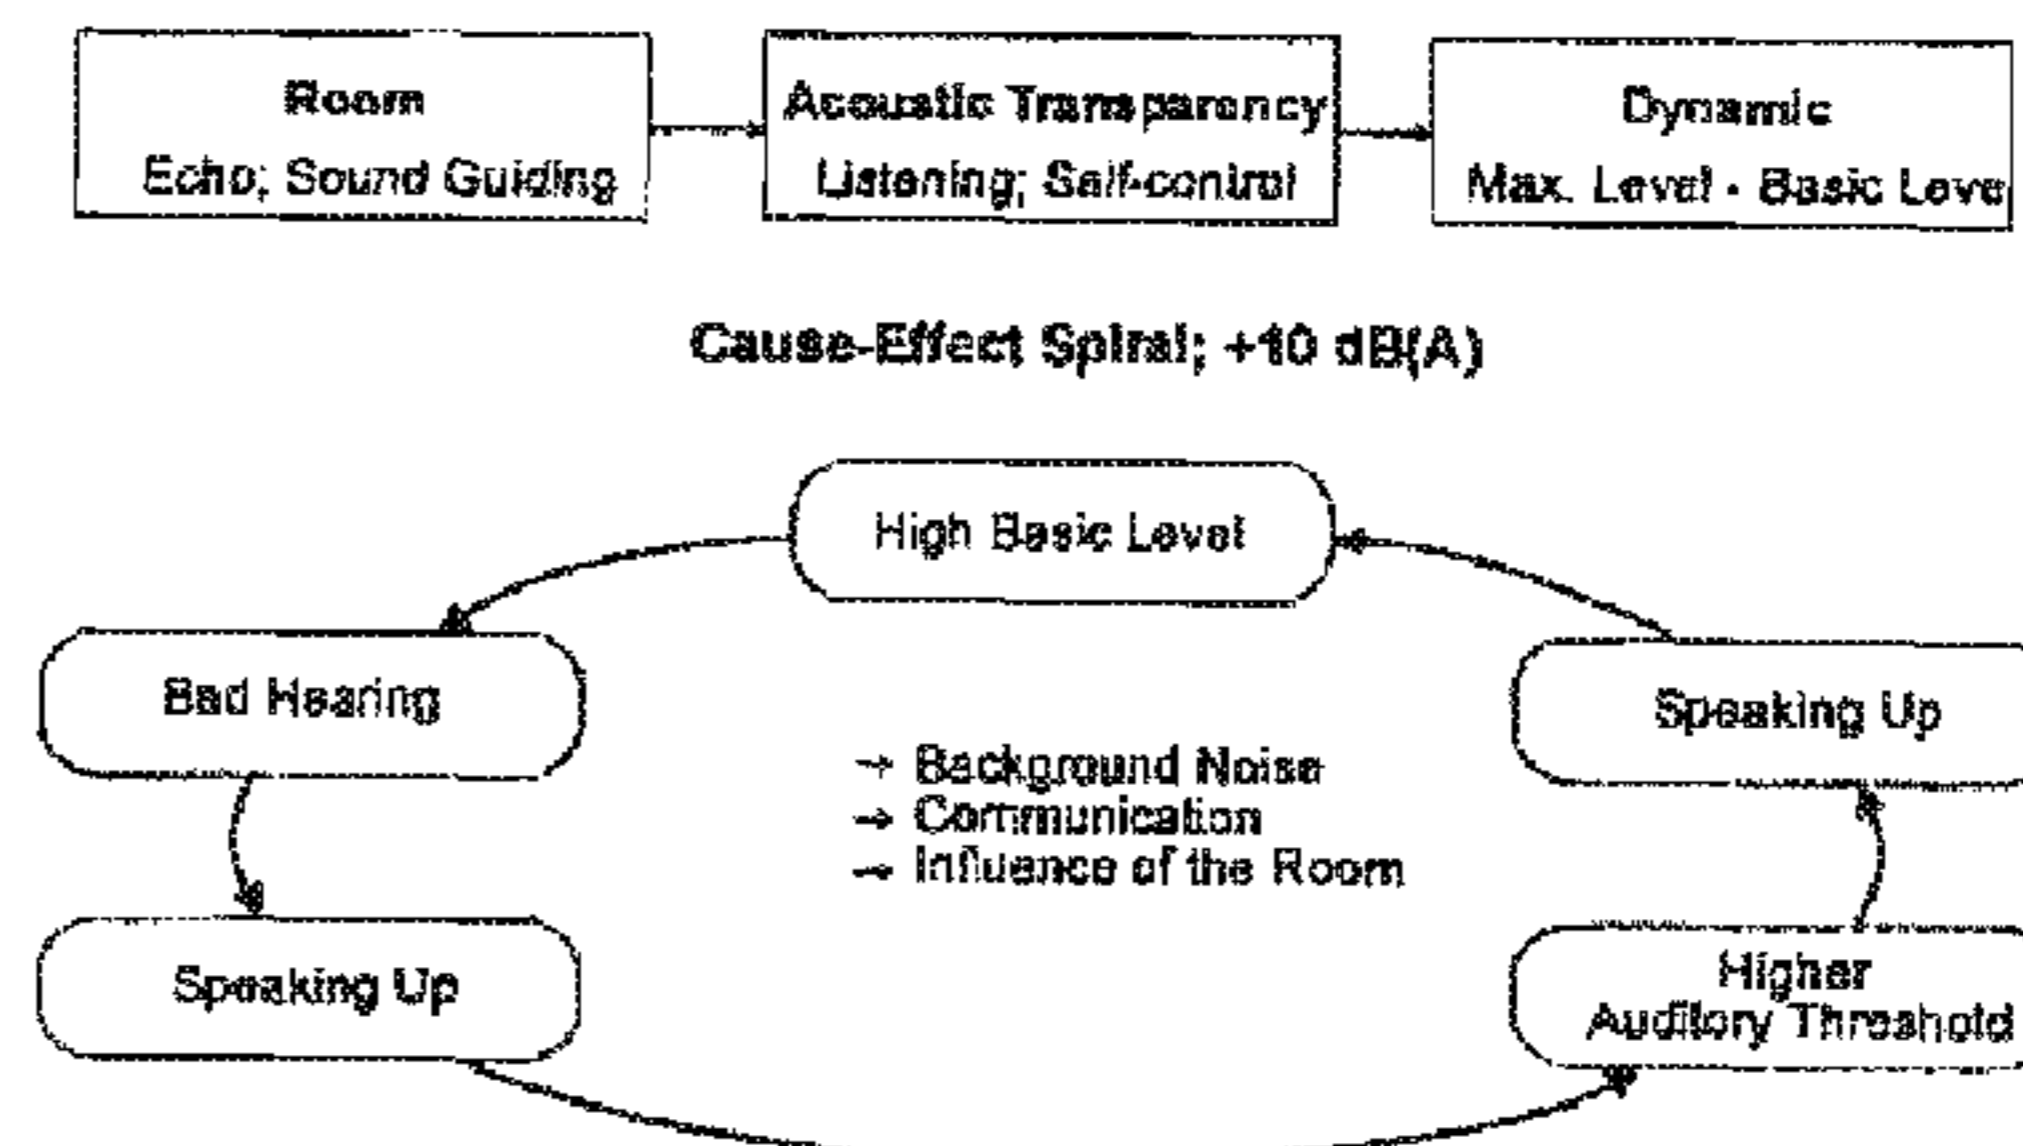 Room
Echo; Sound Guiding
Acoustic Transparency
Listening; Self-control
Dynamic
Max. Level - Basic Leve
Cause-Effect Spiral; +10 dB(A)
High Basic Level
Bad Hearing
Speaking Up
→ Background Noise
→ Communication
→ Influence of the Room
Speaking Up
Higher
Auditory Threshold